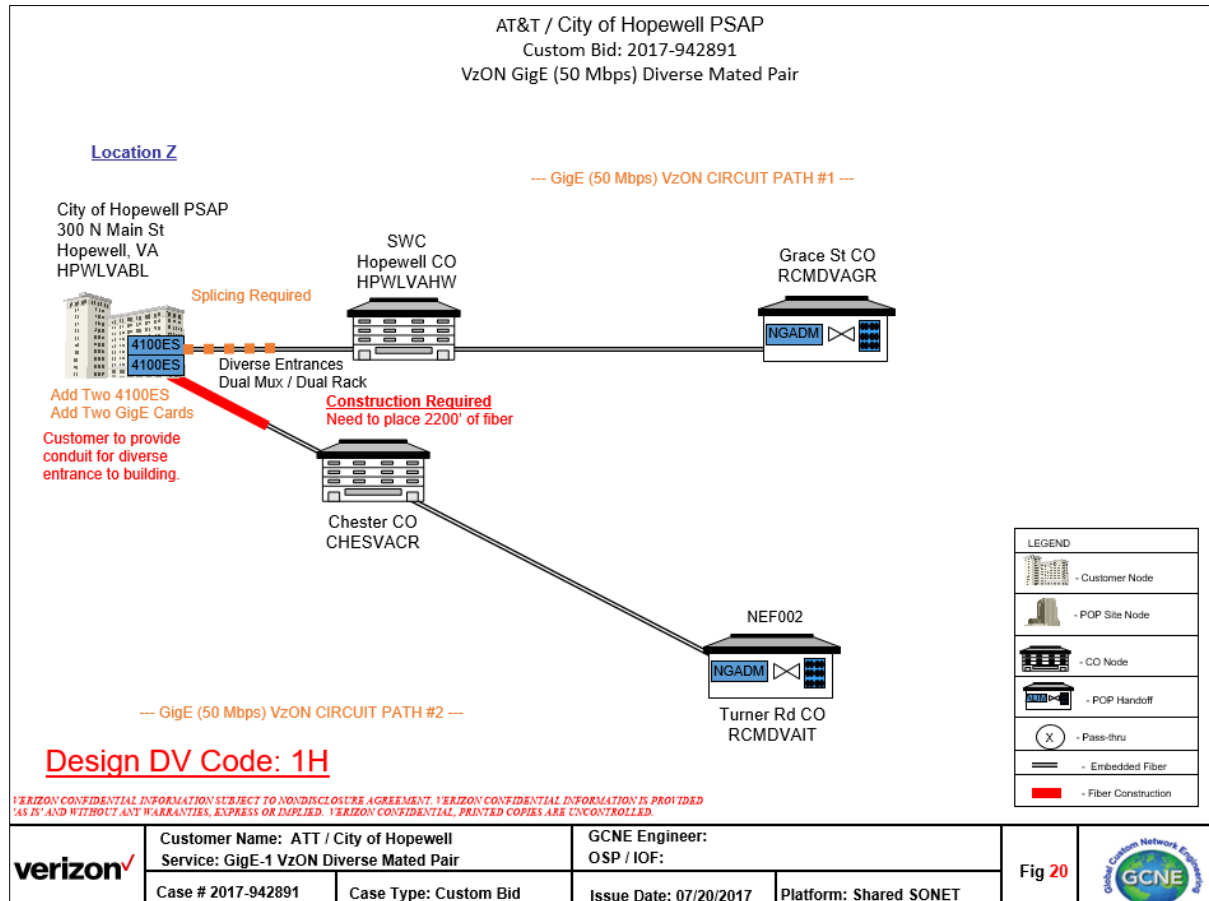 AT&T / City of Hopewell PSAP
Custom Bid: 2017-942891
VzON GigE (50 Mbps) Diverse Mated Pair
Location Z
--- GigE (50 Mbps) VzON CIRCUIT PATH #1 ---
City of Hopewell PSAP
300 N Main St
Hopewell, VA
HPWLVABL
SWC
Hopewell CO
HPWLVAHW
Grace St CO
RCMDVAGR
Splicing Required
NGADM
4100ES
4100ES
Diverse Entrances
Dual Mux / Dual Rack
Add Two 4100ES
Add Two GigE Cards
Construction Required
Need to place 2200' of fiber
Customer to provide
conduit for diverse
entrance to building.
Chester CO
CHESVACR
NEF002
NGADM
Turner Rd CO
RCMDVAIT
--- GigE (50 Mbps) VzON CIRCUIT PATH #2 ---
Design DV Code: 1H
LEGEND
- Customer Node
- POP Site Node
- CO Node
- POP Handoff
X - Pass-thru
- Embedded Fiber
- Fiber Construction
VERIZON CONFIDENTIAL INFORMATION SUBJECT TO NONDISCLOSURE AGREEMENT. VERIZON CONFIDENTIAL INFORMATION IS PROVIDED
'AS IS' AND WITHOUT ANY WARRANTIES, EXPRESS OR IMPLIED. VERIZON CONFIDENTIAL, PRINTED COPIES ARE UNCONTROLLED.
verizon
Customer Name: ATT / City of Hopewell
Service: GigE-1 VzON Diverse Mated Pair
GCNE Engineer:
OSP / IOF:
Fig 20
Case # 2017-942891
Case Type: Custom Bid
Issue Date: 07/20/2017
Platform: Shared SONET
Global Custom Network Engineering
GCNE